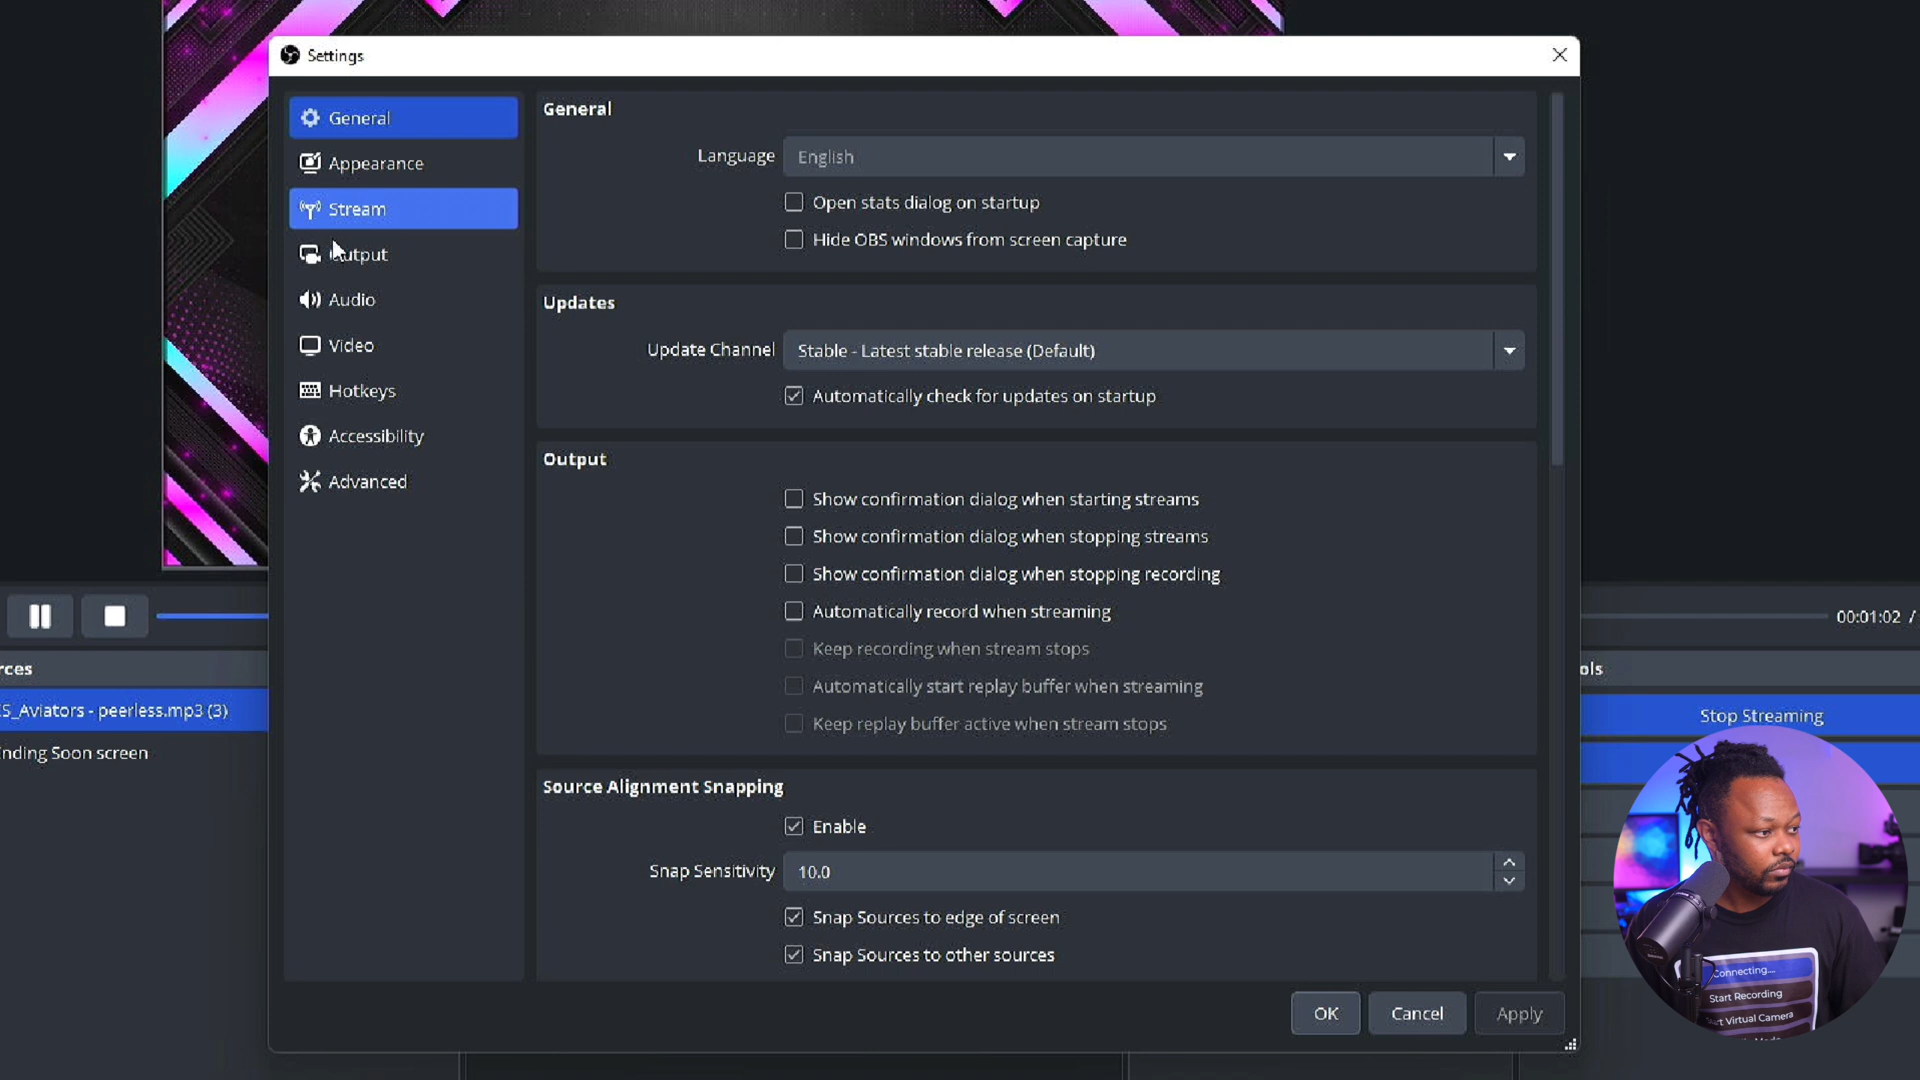 Settings
General
Appearance
Stream
Output
Audio
Video
Hotkeys
Accessibility
Advanced
General
Language
English
Open stats dialog on startup
Hide OBS windows from screen capture
Updates
Update Channel
Stable - Latest stable release (Default)
Automatically check for updates on startup
Output
Show confirmation dialog when starting streams
Show confirmation dialog when stopping streams
Show confirmation dialog when stopping recording
Automatically record when streaming
Keep recording when stream stops
Automatically start replay buffer when streaming
Keep replay buffer active when stream stops
Source Alignment Snapping
Enable
Snap Sensitivity
10.0
Snap Sources to edge of screen
Snap Sources to other sources
OK
Cancel
Apply
00:01:02 /
rces
S_Aviators - peerless.mp3 (3)
nding Soon screen
ols
Stop Streaming
Connecting...
Start Recording
rt Virtual Camera